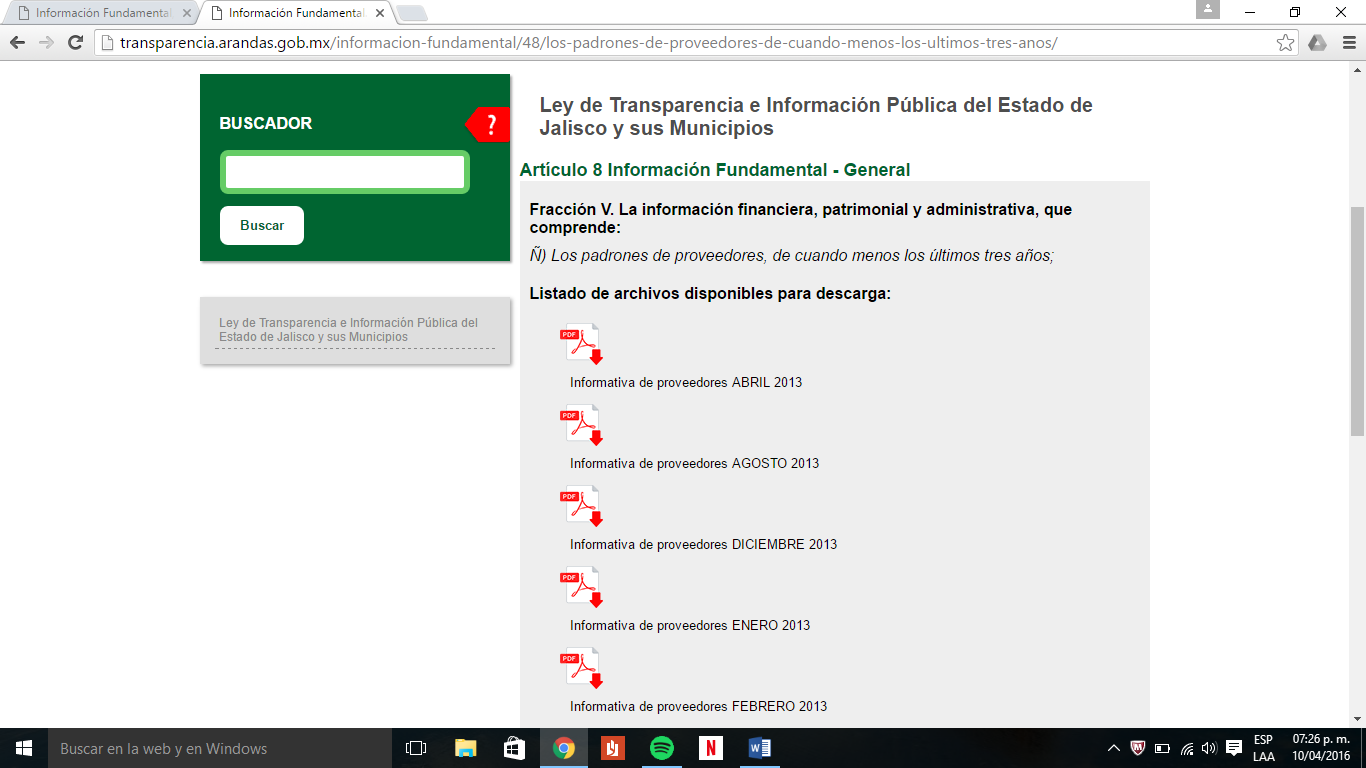 Información Fundamental
Información Fundamental
transparencia.arandas.gob.mx/informacion-fundamental/48/los-padrones-de-proveedores-de-cuando-menos-los-ultimos-tres-anos/
BUSCADOR
?
Buscar
Ley de Transparencia e Informaciòn Pública del
Estado de Jalisco y sus Municipios
Ley de Transparencia e Información Pública del Estado de
Jalisco y sus Municipios
Artículo 8 Información Fundamental - General
Fracción V. La información financiera, patrimonial y administrativa, que
comprende:
Ñ) Los padrones de proveedores, de cuando menos los últimos tres años;
Listado de archivos disponibles para descarga:
PDF
Informativa de proveedores ABRIL 2013
PDF
Informativa de proveedores AGOSTO 2013
PDF
Informativa de proveedores DICIEMBRE 2013
PDF
Informativa de proveedores ENERO 2013
PDF
Informativa de proveedores FEBRERO 2013
Buscar en la web y en Windows
N
W
ESP
LAA
07:26 p. m.
10/04/2016